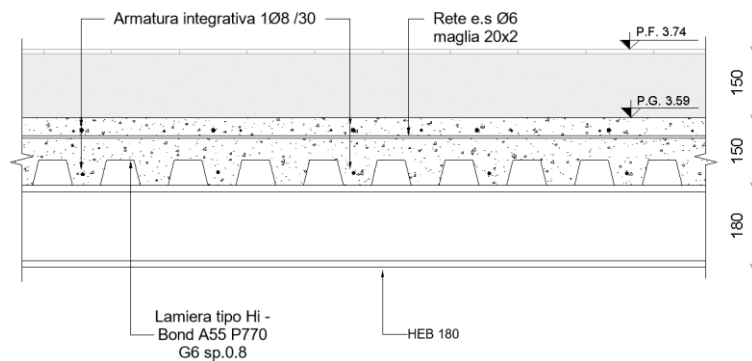 Armatura integrativa 1Ø8 /30
Rete e.s Ø6
maglia 20x2
P.F. 3.74
150
P.G. 3.59
150
180
Lamiera tipo Hi -
Bond A55 P770
G6 sp.0.8
HEB 180